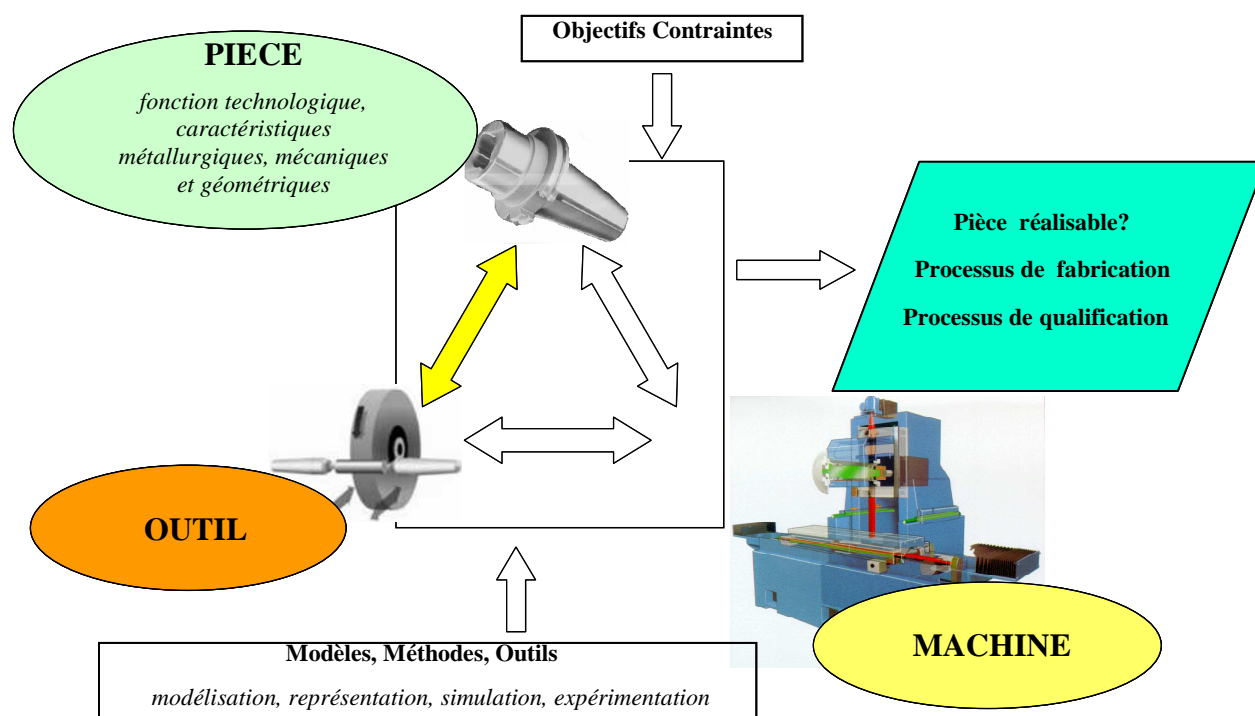 Objectifs Contraintes
PIECE
fonction technologique,
caractéristiques
métallurgiques, mécaniques
et géométriques
Pièce réalisable?
Processus de fabrication
Processus de qualification
OUTIL
MACHINE
Modèles, Méthodes, Outils
modélisation, représentation, simulation, expérimentation